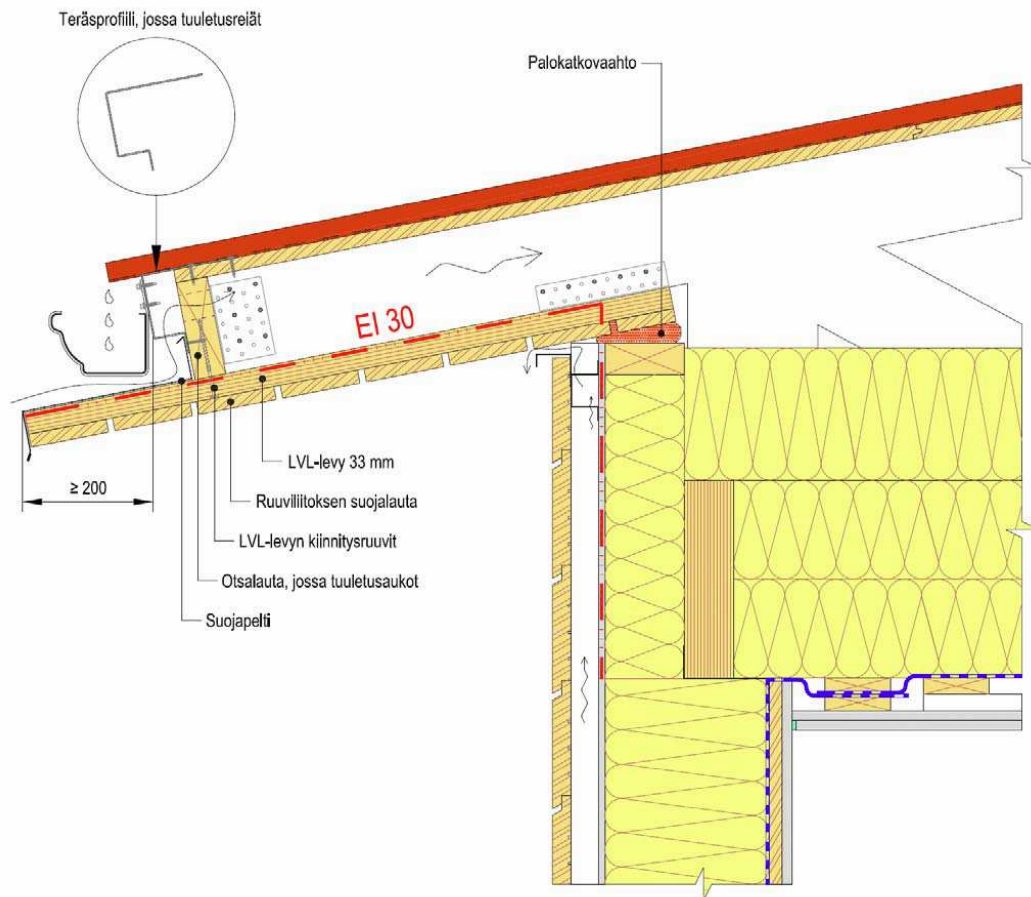 Teräsprofiili, jossa tuuletusreiät
Palokatkovaahto
EI 30
LVL-levy 33 mm
≥ 200
Ruuviliitoksen suojalauta
LVL-levyn kiinnitysruuvit
Otsalauta, jossa tuuletusaukot
Suojapelti